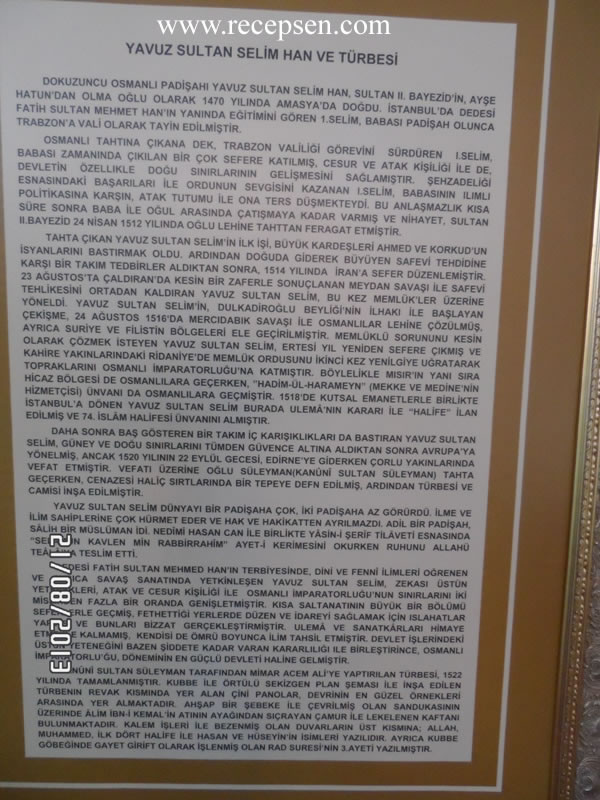 www.recepsen.com
YAVUZ SULTAN SELİM HAN VE TÜRBESİ
DOKUZUNCU OSMANLI PADİŞAHI YAVUZ SULTAN SELİM HAN, SULTAN II. BAYEZİD'İN, AYŞE
HATUN'DAN OLMA OĞLU OLARAK 1470 YILINDA AMASYA'DA DOĞDU. İSTANBUL'DA DEDESİ
FATİH SULTAN MEHMET HAN'IN YANINDA EĞİTİMİNİ GÖREN 1.SELİM, BABASI PADİŞAH OLUNCA
TRABZON'A VALİ OLARAK TAYİN EDİLMİŞTİR.
OSMANLI TAHTINA ÇIKANA DEK, TRABZON VALİLİĞİ GÖREVİNİ SÜRDÜREN I.SELİM,
BABASI ZAMANINDA ÇIKILAN BİR ÇOK SEFERE KATILMIŞ, CESUR VE ATAK KİŞİLİĞİ İLE DE,
DEVLETİN ÖZELLİKLE DOĞU SINIRLARININ GELİŞMESİNİ SAĞLAMIŞTIR. ŞEHZADELİĞİ
ESNASINDAKİ BAŞARILARI İLE ORDUNUN SEVGİSİNİ KAZANAN I.SELİM, BABASININ ILIMLI
POLİTİKASINA KARŞIN, ATAK TUTUMU İLE ONA TERS DÜŞMEKTEYDİ. BU ANLAŞMAZLIK KISA
SÜRE SONRA BABA İLE OĞUL ARASINDA ÇATIŞMAYA KADAR VARMIŞ VE NİHAYET, SULTAN
II.BAYEZİD 24 NİSAN 1512 YILINDA OĞLU LEHİNE TAHTTAN FERAGAT ETMİŞTİR.
TAHTA ÇIKAN YAVUZ SULTAN SELİM'İN İLK İŞİ, BÜYÜK KARDEŞLERİ AHMED VE KORKUD'UN
İSYANLARINI BASTIRMAK OLDU. ARDINDAN DOĞUDA GİDEREK BÜYÜYEN SAFEVİ TEHDİDİNE
KARŞI BİR TAKIM TEDBİRLER ALDIKTAN SONRA, 1514 YILINDA İRAN'A SEFER DÜZENLEMİŞTİR.
23 AĞUSTOS'TA ÇALDIRAN'DA KESİN BİR ZAFERLE SONUÇLANAN MEYDAN SAVAŞI İLE SAFEVİ
TEHLİKESİNİ ORTADAN KALDIRAN YAVUZ SULTAN SELİM, BU KEZ MEMLUK'LER ÜZERİNE
YÖNELDİ. YAVUZ SULTAN SELİM'İN, DULKADİROĞLU BEYLİĞİ'NİN İLHAKI İLE BAŞLAYAN
ÇEKİŞME, 24 AĞUSTOS 1516'DA MERCIDABIK SAVAŞI İLE OSMANLILAR LEHİNE ÇÖZÜLMÜŞ,
AYRICA SURİYE VE FİLİSTİN BÖLGELERİ ELE GEÇİRİLMİŞTİR. MEMLUKLÜ SORUNUNU KESİN
OLARAK ÇÖZMEK İSTEYEN YAVUZ SULTAN SELİM, ERTESİ YIL YENİDEN SEFERE ÇIKMIŞ VE
KAHİRE YAKINLARINDAKİ RİDANİYE'DE MEMLUK ORDUSUNU İKİNCİ KEZ YENİLGİYE UĞRATARAK
TOPRAKLARINI OSMANLI İMPARATORLUĞU'NA KATMIŞTIR. BÖYLELİKLE MISIR'IN YANI SIRA
HİCAZ BÖLGESİ DE OSMANLILARA GEÇERKEN, "HADİM-ÜL-HARAMEYN" (MEKKE VE MEDİNE'NİN
HİZMETÇİSİ) ÜNVANI DA OSMANLILARA GEÇMİŞTİR. 1518'DE KUTSAL EMANETLERLE BİRLİKTE
İSTANBUL'A DÖNEN YAVUZ SULTAN SELİM BURADA ULEMÂ'NIN KARARI İLE "HALİFE" İLAN
EDİLMİŞ VE 74. İSLÂM HALİFESİ ÜNVANINI ALMIŞTIR.
DAHA SONRA BAŞ GÖSTEREN BİR TAKIM İÇ KARIŞIKLIKLARI DA BASTIRAN YAVUZ SULTAN
SELİM, GÜNEY VE DOĞU SINIRLARINI TÜMDEN GÜVENCE ALTINA ALDIKTAN SONRA AVRUPA'YA
YÖNELMİŞ, ANCAK 1520 YILININ 22 EYLÜL GECESİ, EDİRNE'YE GİDERKEN ÇORLU YAKINLARINDA
VEFAT ETMİŞTİR. VEFATI ÜZERİNE OĞLU SÜLEYMAN(KANÛNİ SULTAN SÜLEYMAN) TAHTA
GEÇERKEN, CENAZESİ HALİÇ SIRTLARINDA BİR TEPEYE DEFN EDİLMİŞ, ARDINDAN TÜRBESİ VE
CAMİSİ İNŞA EDİLMİŞTİR.
YAVUZ SULTAN SELİM DÜNYAYI BİR PADİŞAHA ÇOK, İKİ PADİŞAHA AZ GÖRÜRDÜ. İLME VE
İLİM SAHİPLERİNE ÇOK HÜRMET EDER VE HAK VE HAKİKATTEN AYRILMAZDI. ADİL BİR PADİŞAH,
SÂLİH BİR MÜSLÜMAN İDİ. NEDİMİ HASAN CAN İLE BİRLİKTE YÂSİN-İ ŞERİF TİLÂVETİ ESNASINDA
KAVLEN MİN RABBİRRAHİM" AYET-İ KERİMESİNİ OKURKEN RUHUNU ALLAHÜ
TESLİM ETTİ.
FATİH SULTAN MEHMED HAN'IN TERBİYESİNDE, DİNİ VE FENNİ İLİMLERİ ÖĞRENEN
VE SAVAŞ SANATINDA YETKİNLEŞEN YAVUZ SULTAN SELİM, ZEKASI ÜSTÜN
ATAK VE CESUR KİŞİLİĞİ İLE OSMANLI İMPARATORLUĞU'NUN SINIRLARINI İKİ
FAZLA BİR ORANDA GENİŞLETMİŞTİR. KISA SALTANATININ BÜYÜK BİR BÖLÜMÜ
GEÇMİŞ, FETHETTİĞİ YERLERDE DÜZEN VE İDAREYİ SAĞLAMAK İÇİN ISLAHATLAR
VE BUNLARI BİZZAT GERÇEKLEŞTİRMİŞTİR. ULEMÂ VE SANATKÂRLARI HİMAYE
KALMAMIŞ, KENDİSİ DE ÖMRÜ BOYUNCA İLİM TAHSİL ETMİŞTİR. DEVLET İŞLERİNDEKİ
YETENEĞİNİ BAZEN ŞİDDETE KADAR VARAN KARARLILIĞI İLE BİRLEŞTİRİNCE, OSMANLI
DÖNEMİNİN EN GÜÇLÜ DEVLETİ HALİNE GELMİŞTİR.
SULTAN SÜLEYMAN TARAFINDAN MİMAR ACEM ALİ'YE YAPTIRILAN TÜRBESİ, 1522
YILINDA TAMAMLANMIŞTIR. KUBBE İLE ÖRTÜLÜ SEKİZGEN PLAN ŞEMASI İLE İNŞA EDİLEN
TÜRBENİN REVAK KISMINDA YER ALAN ÇİNİ PANOLAR, DEVRİNİN EN GÜZEL ÖRNEKLERİ
ARASINDA YER ALMAKTADIR. AHŞAP BİR ŞEBEKE İLE ÇEVRİLMİŞ OLAN SANDUKASININ
ÜZERİNDE ÂLİM İBN-İ KEMAL'İN ATININ AYAĞINDAN SIÇRAYAN ÇAMUR İLE LEKELENEN KAFTANI
BULUNMAKTADIR. KALEM İŞLERİ İLE BEZENMİŞ OLAN DUVARLARIN ÜST KISMINA; ALLAH,
MUHAMMED, İLK DÖRT HALİFE İLE HASAN VE HÜSEYİN'İN İSİMLERİ YAZILIDIR. AYRICA KUBBE
GÖBEĞİNDE GAYET GİRİFT OLARAK İŞLENMİŞ OLAN RAD SURESİ'NİN 3.AYETİ YAZILMIŞTIR.
21/08/2013